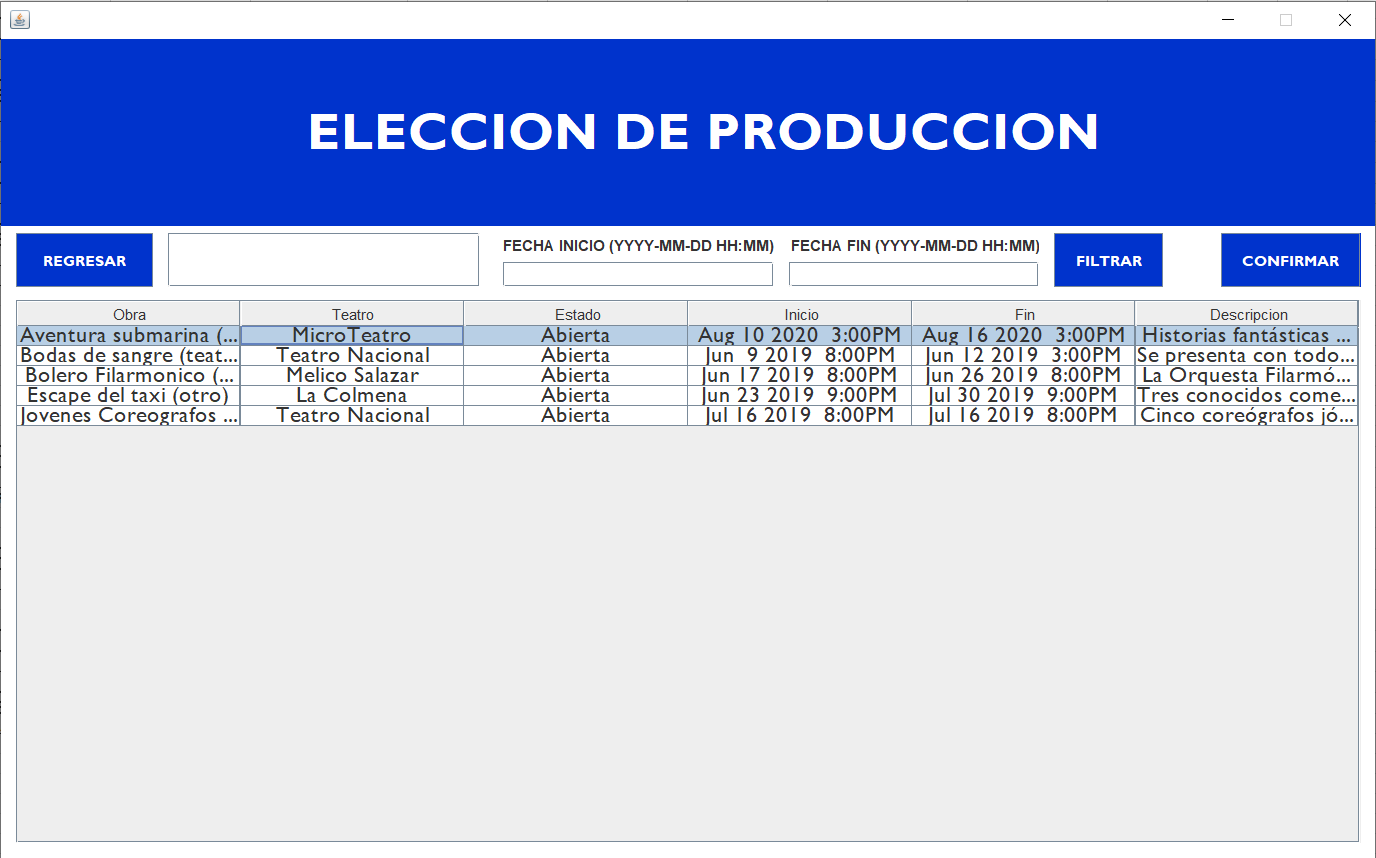 ELECCION DE PRODUCCION
REGRESAR
FECHA INICIO (YYYY-MM-DD HH:MM)
FECHA FIN (YYYY-MM-DD HH:MM)
FILTRAR
CONFIRMAR
Obra Teatro Estado Inicio Fin Descripcion
Aventura submarina (... MicroTeatro Abierta Aug 10 2020 3:00PM Aug 16 2020 3:00PM Historias fantásticas ...
Bodas de sangre (teat... Teatro Nacional Abierta Jun 9 2019 8:00PM Jun 12 2019 3:00PM Se presenta con todo...
Bolero Filarmonico (... Melico Salazar Abierta Jun 17 2019 8:00PM Jun 26 2019 8:00PM La Orquesta Filarmó...
Escape del taxi (otro) La Colmena Abierta Jun 23 2019 9:00PM Jul 30 2019 9:00PM Tres conocidos come...
Jovenes Coreografos ... Teatro Nacional Abierta Jul 16 2019 8:00PM Jul 16 2019 8:00PM Cinco coreógrafos jó...